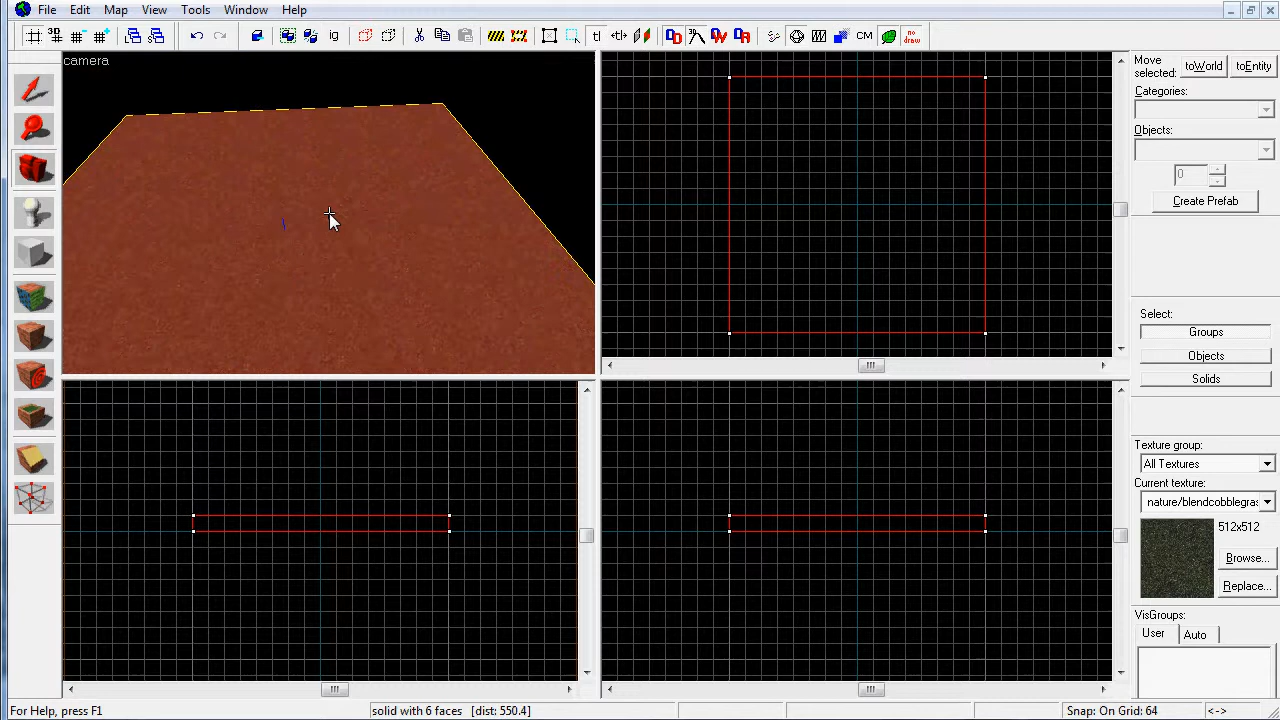 File Edit Map View Tools Window Help
camera
Move
selected:
toWorld
toEntity
Categories:
Objects:
0
Create Prefab
Select:
Groups
Objects
Solids
Texture group:
All Textures
Current texture:
512x512
Browse...
Replace...
VisGroups:
User
Auto
For Help, press F1
solid with 6 faces [dist: 550.4]
Snap: On Grid: 64
<->